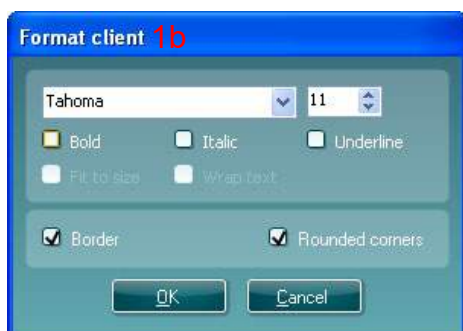 Format client 1b
Tahoma 11
Bold Italic Underline
Fit to size Wrap text
Border Rounded corners
OK Cancel